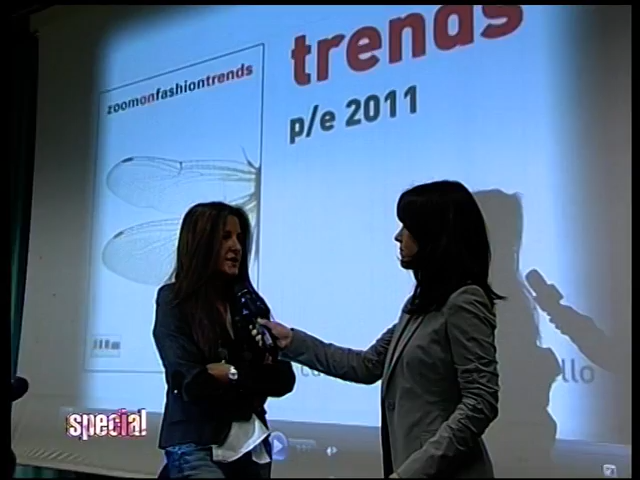 trends
zoomonfashiontrends
p/e 2011
llo
special